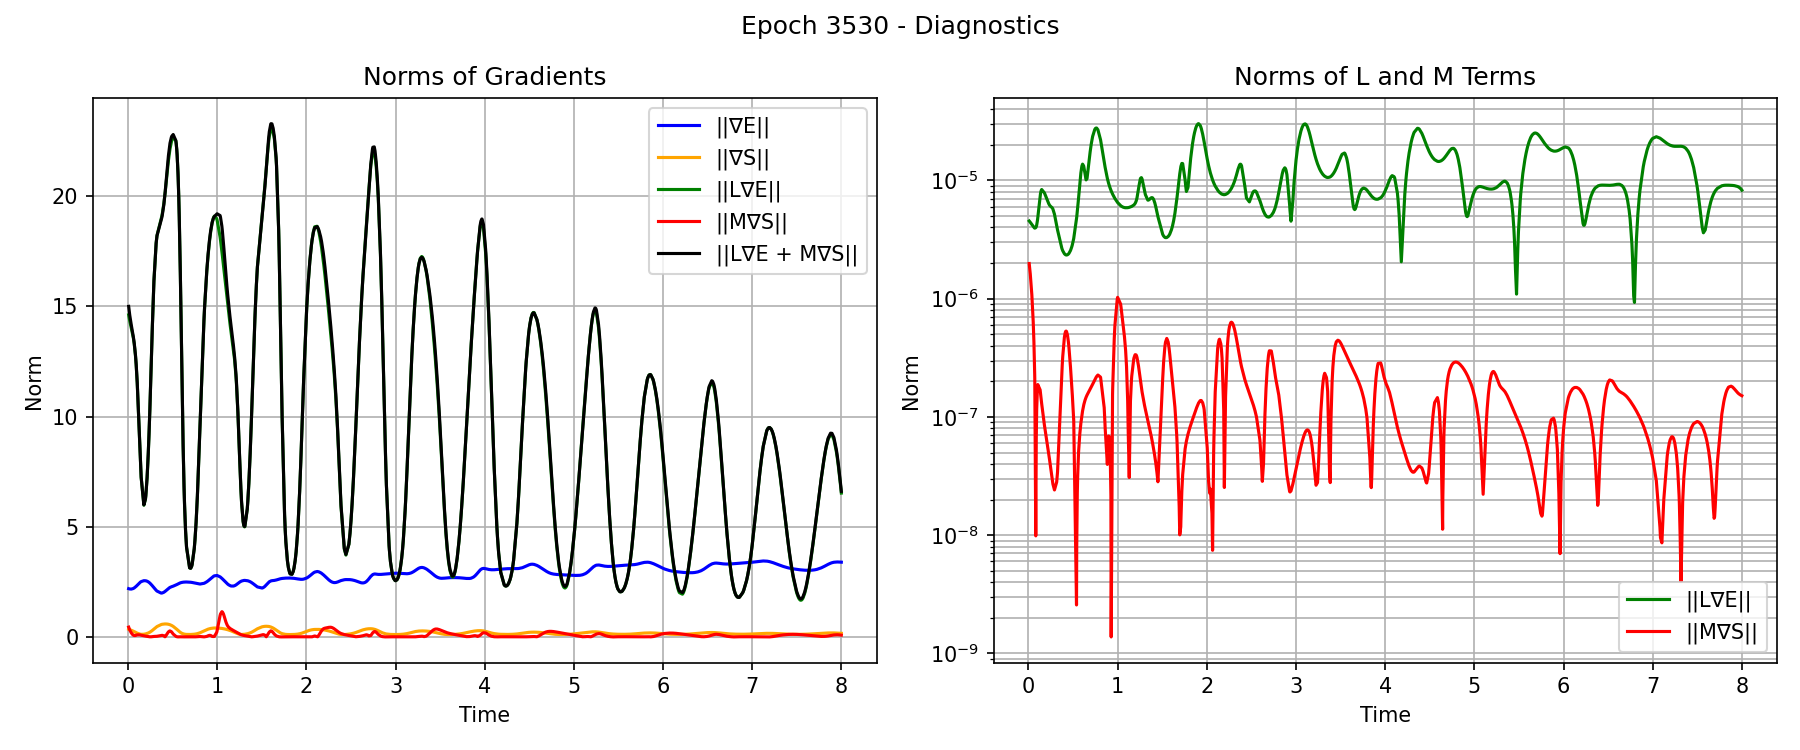 Epoch 3530 - Diagnostics
Norms of Gradients
||∇E||
||∇S||
||L∇E||
||M∇S||
||L∇E + M∇S||
20
15
10
5
0
Norm
0 1 2 3 4 5 6 7 8
Time
Norms of L and M Terms
10⁻⁵
10⁻⁶
10⁻⁷
10⁻⁸
10⁻⁹
Norm
||L∇E||
||M∇S||
0 1 2 3 4 5 6 7 8
Time